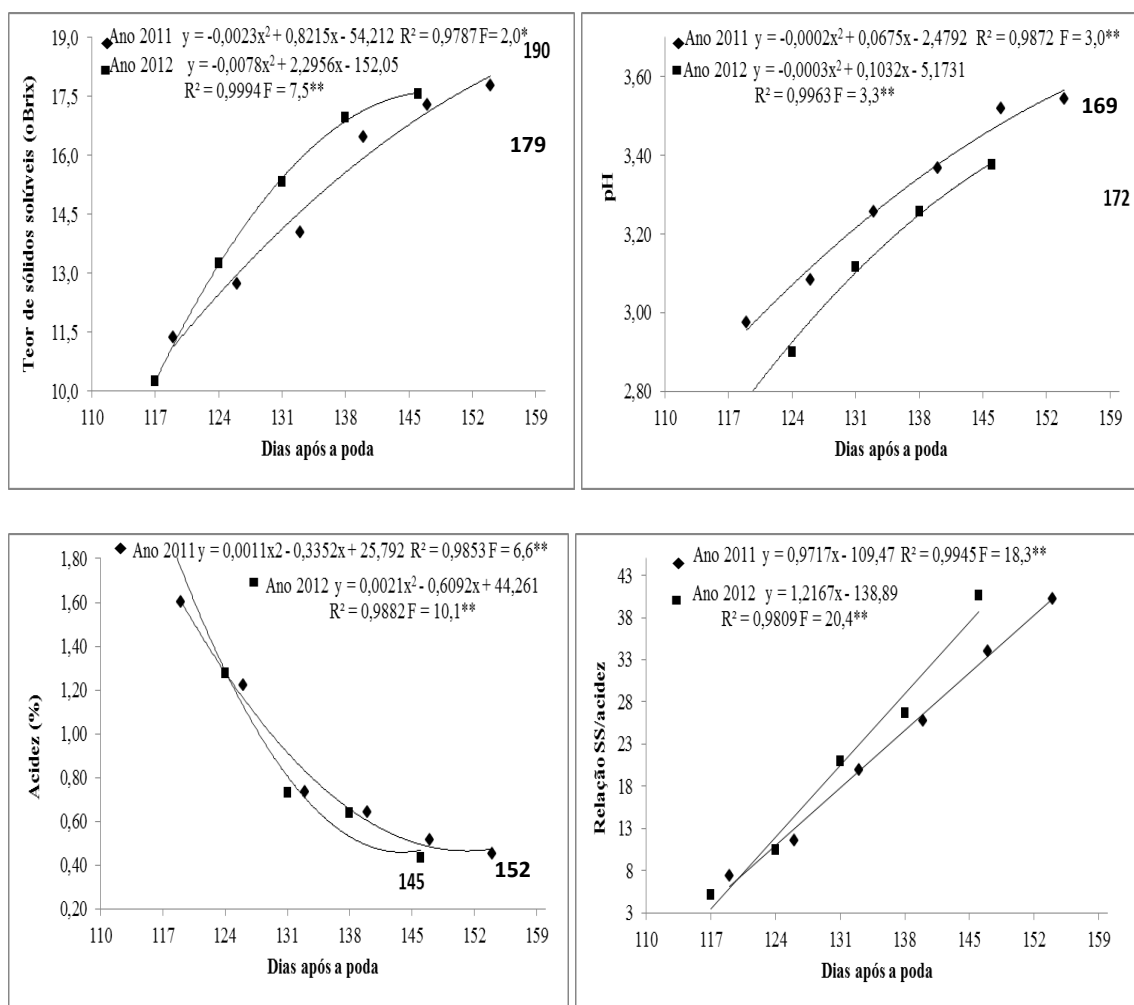 Ano 2011 y = -0,0023x² + 0,8215x - 54,212 R² = 0,9787 F = 2,0*
Ano 2012 y = -0,0078x² + 2,2956x - 152,05
R² = 0,9994 F = 7,5**
190
179
19,0
17,5
16,0
14,5
13,0
11,5
10,0
Teor de sólidos solúveis (oBrix)
110 117 124 131 138 145 152 159
Dias após a poda
Ano 2011 y = -0,0002x² + 0,0675x - 2,4792 R² = 0,9872 F = 3,0**
Ano 2012 y = -0,0003x² + 0,1032x - 5,1731
R² = 0,9963 F = 3,3**
169
172
3,60
3,40
3,20
3,00
2,80
pH
110 117 124 131 138 145 152 159
Dias após a poda
Ano 2011 y = 0,0011x2 - 0,3352x + 25,792 R² = 0,9853 F = 6,6**
Ano 2012 y = 0,0021x² - 0,6092x + 44,261
R² = 0,9882 F = 10,1**
1,80
1,60
1,40
1,20
1,00
0,80
0,60
0,40
0,20
Acidez (%)
145
152
110 117 124 131 138 145 152 159
Dias após a poda
Ano 2011 y = 0,9717x - 109,47 R² = 0,9945 F = 18,3**
Ano 2012 y = 1,2167x - 138,89
R² = 0,9809 F = 20,4**
43
33
23
13
8
3
Relação SS/acidez
110 117 124 131 138 145 152 159
Dias após a poda